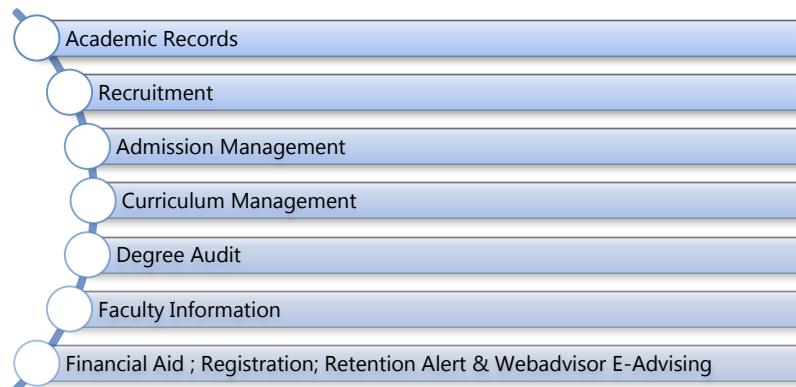 Academic Records
Recruitment
Admission Management
Curriculum Management
Degree Audit
Faculty Information
Financial Aid ; Registration; Retention Alert & Webadvisor E-Advising